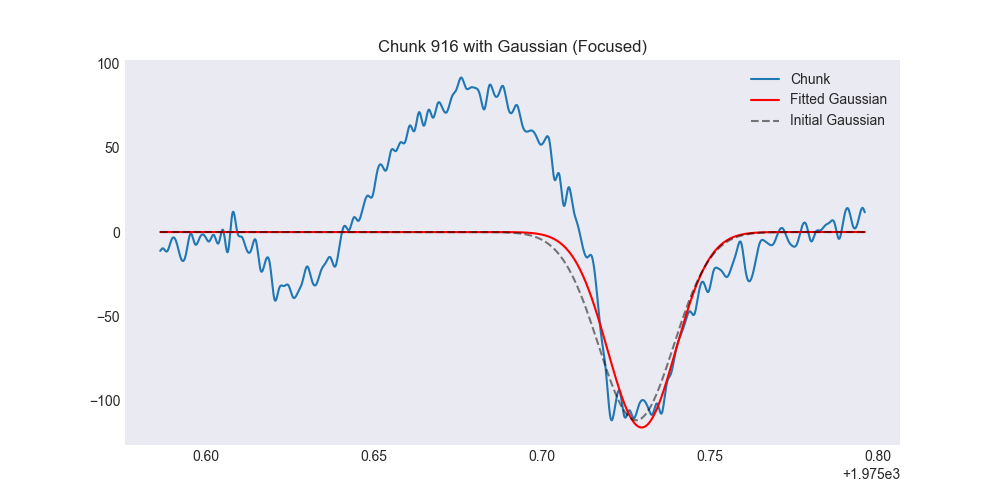 Chunk 916 with Gaussian (Focused)
100
50
0
−50
−100
Chunk
Fitted Gaussian
Initial Gaussian
0.60
0.65
0.70
0.75
0.80
+1.975e3